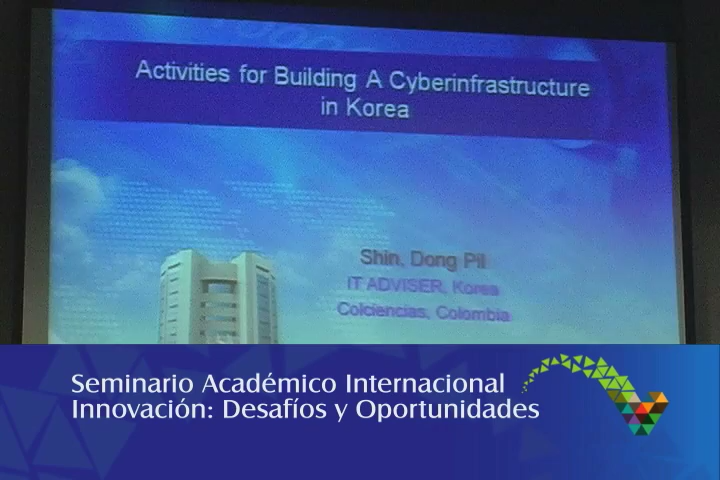 Activities for Building A Cyberinfrastructure
in Korea
Shin, Dong Pil
IT ADVISER, Korea
Colciencias, Colombia
Seminario Académico Internacional
Innovación: Desafíos y Oportunidades